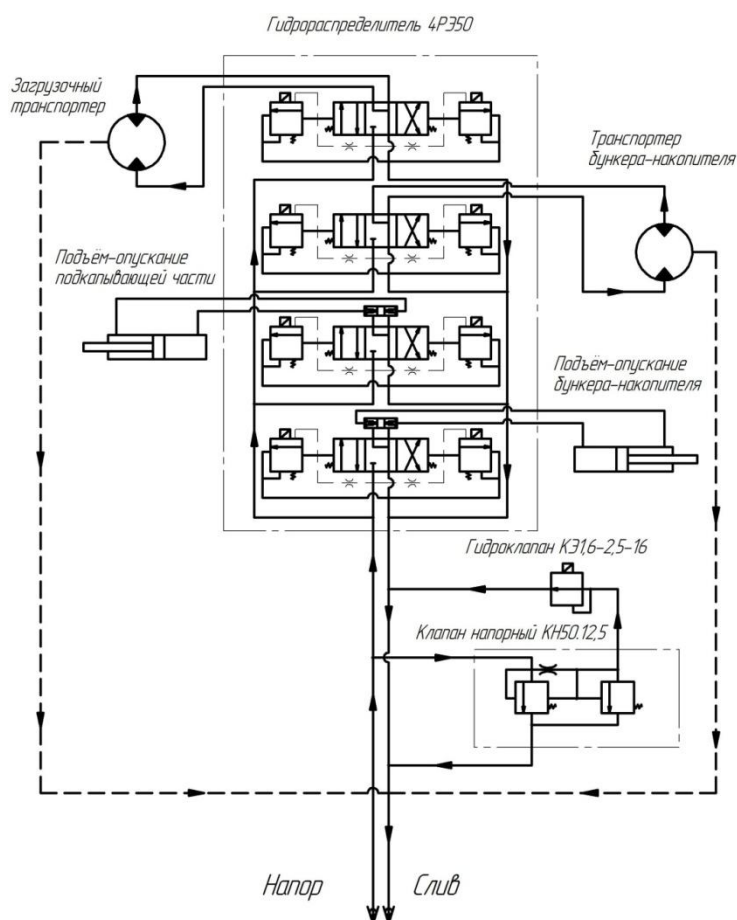 Гидрораспределитель 4РЭ50
Загрузочный
транспортер
Транспортер
бункера-накопителя
Подъём-опускание
подкапывающей части
Подъём-опускание
бункера-накопителя
Гидроклапан КЭ1,6-2,5-16
Клапан напорный КН50.12,5
Напор
Слив